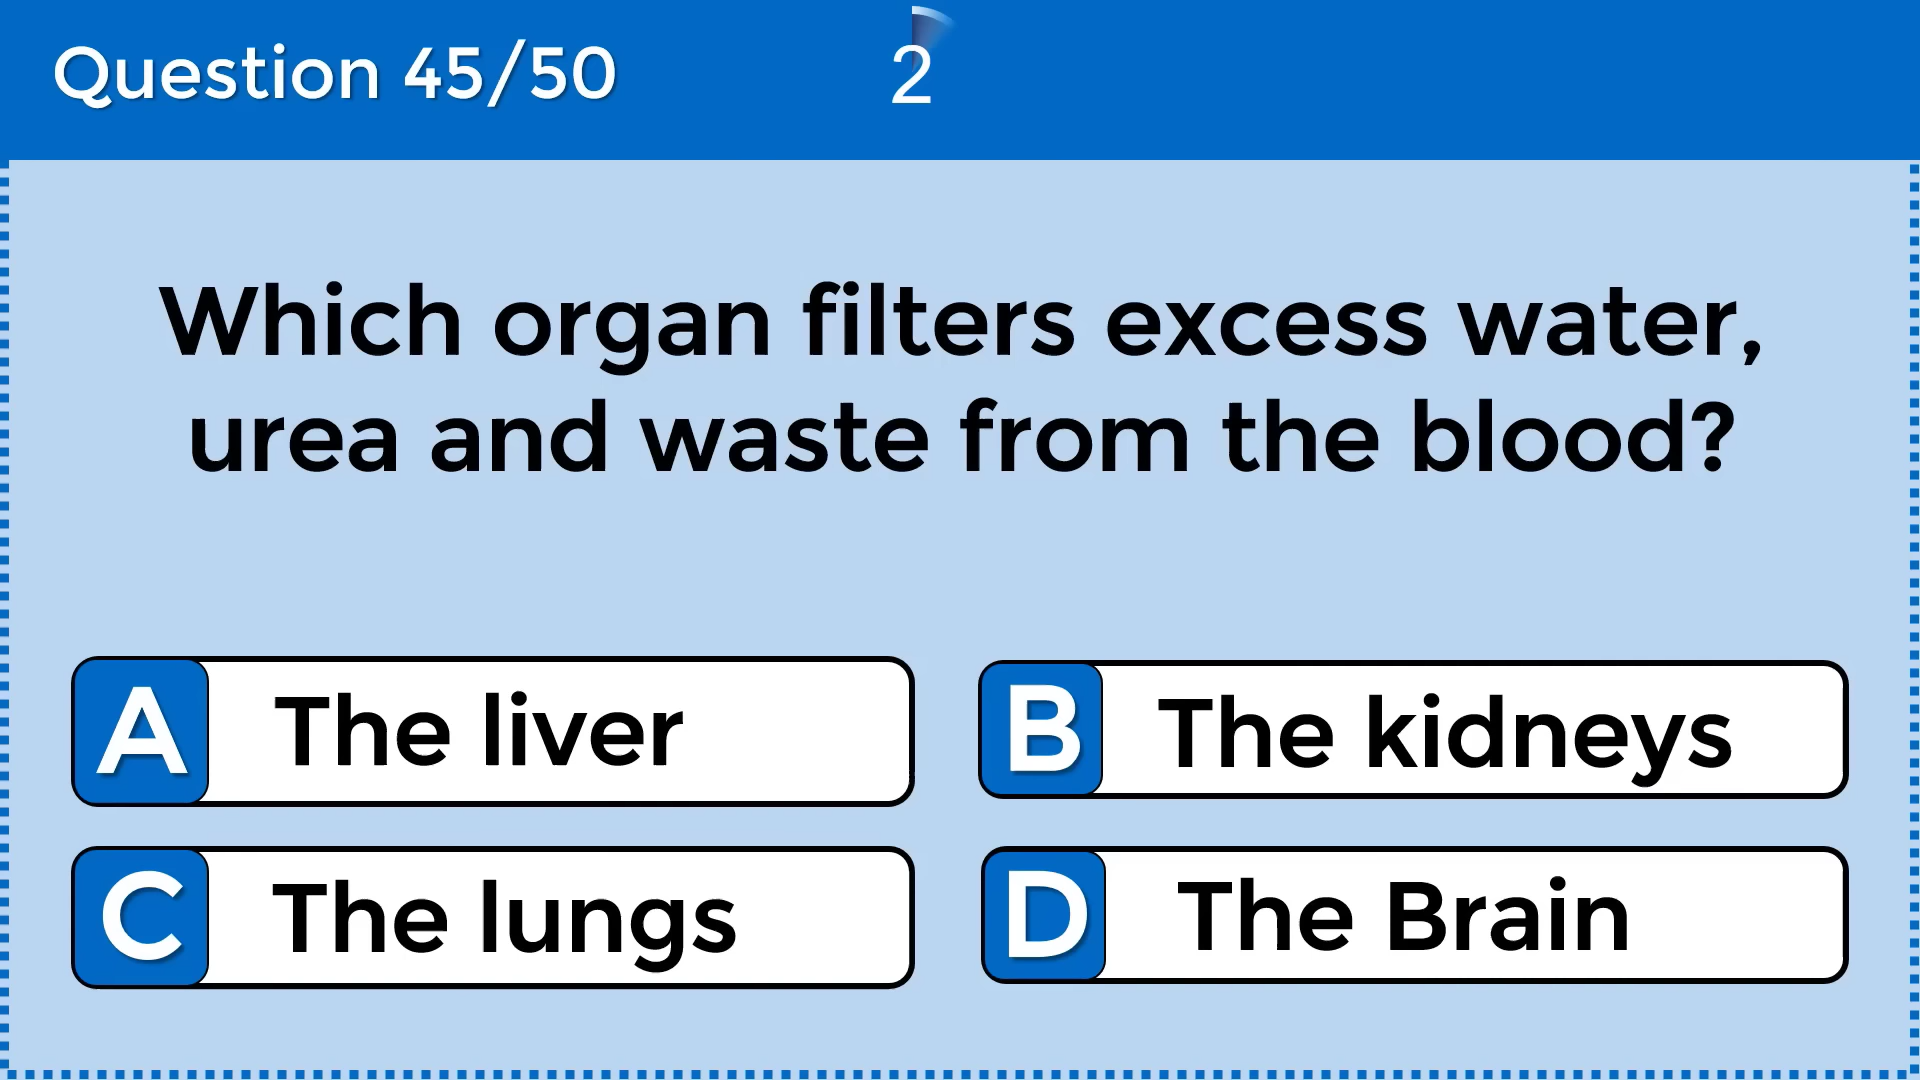 Question 45/50
2
Which organ filters excess water,
urea and waste from the blood?
A The liver
B The kidneys
C The lungs
D The Brain